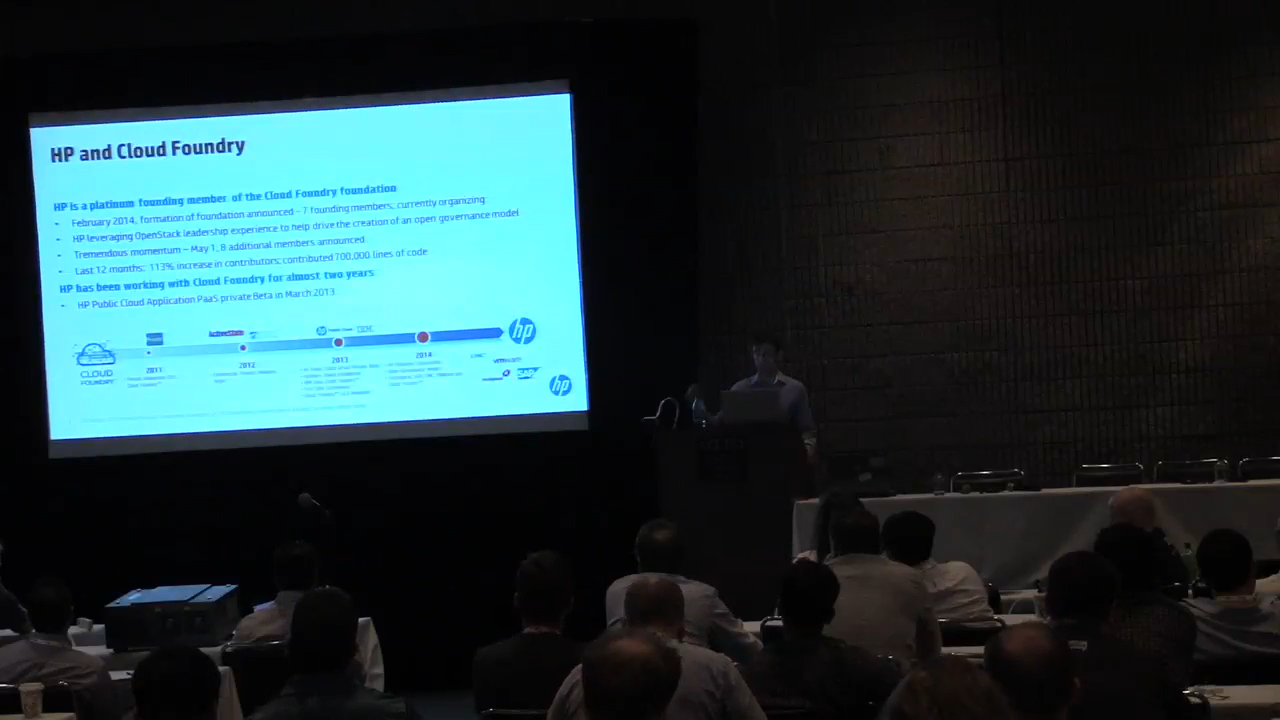 HP and Cloud Foundry
HP is a platinum founding member of the Cloud Foundry foundation
• February 2014, formation of foundation announced – 7 founding members, currently organizing
• HP leveraging OpenStack leadership experience to help drive the creation of an open governance model
• Tremendous momentum – May 1, 8 additional members announced
• Last 12 months: 113% increase in contributors; contributed 700,000 lines of code
HP has been working with Cloud Foundry for almost two years
• HP Public Cloud Application PaaS private Beta in March 2013
hp
IBM
hp
CLOUD
FOUNDRY
2011
2012
2013
2014
EMC
vmware
SAP
hp